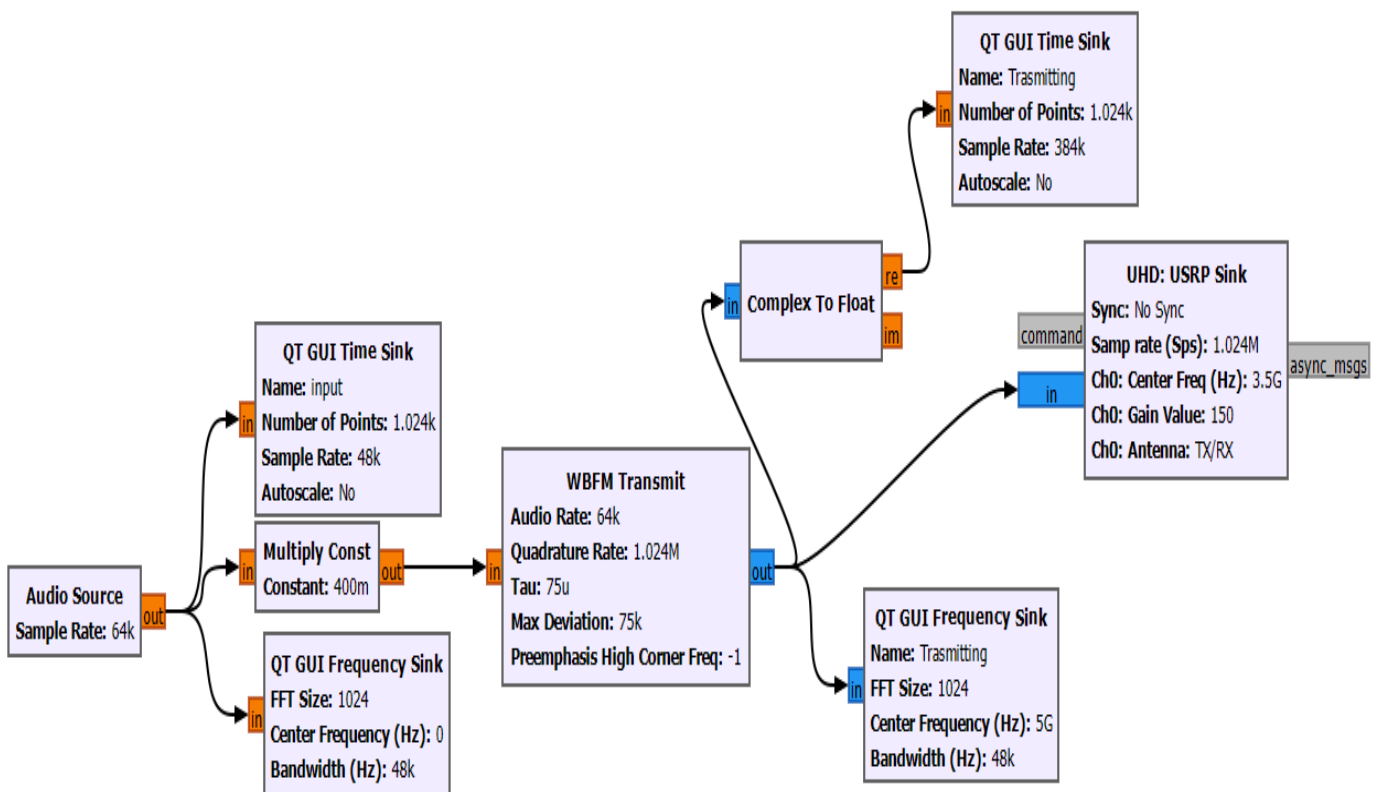 QT GUI Time Sink
Name: Trasmitting
in
Number of Points: 1.024k
Sample Rate: 384k
Autoscale: No
in
Complex To Float
re
im
UHD: USRP Sink
Sync: No Sync
command
Samp rate (Sps): 1.024M
async_msgs
in
Ch0: Center Freq (Hz): 3.5G
Ch0: Gain Value: 150
Ch0: Antenna: TX/RX
QT GUI Time Sink
Name: input
in
Number of Points: 1.024k
Sample Rate: 48k
Autoscale: No
in
Multiply Const
Constant: 400m
out
WBFM Transmit
Audio Rate: 64k
in
Quadrature Rate: 1.024M
out
Tau: 75u
Max Deviation: 75k
Preemphasis High Corner Freq: -1
Audio Source
Sample Rate: 64k
out
QT GUI Frequency Sink
FFT Size: 1024
in
Center Frequency (Hz): 0
Bandwidth (Hz): 48k
QT GUI Frequency Sink
Name: Trasmitting
in
FFT Size: 1024
Center Frequency (Hz): 5G
Bandwidth (Hz): 48k